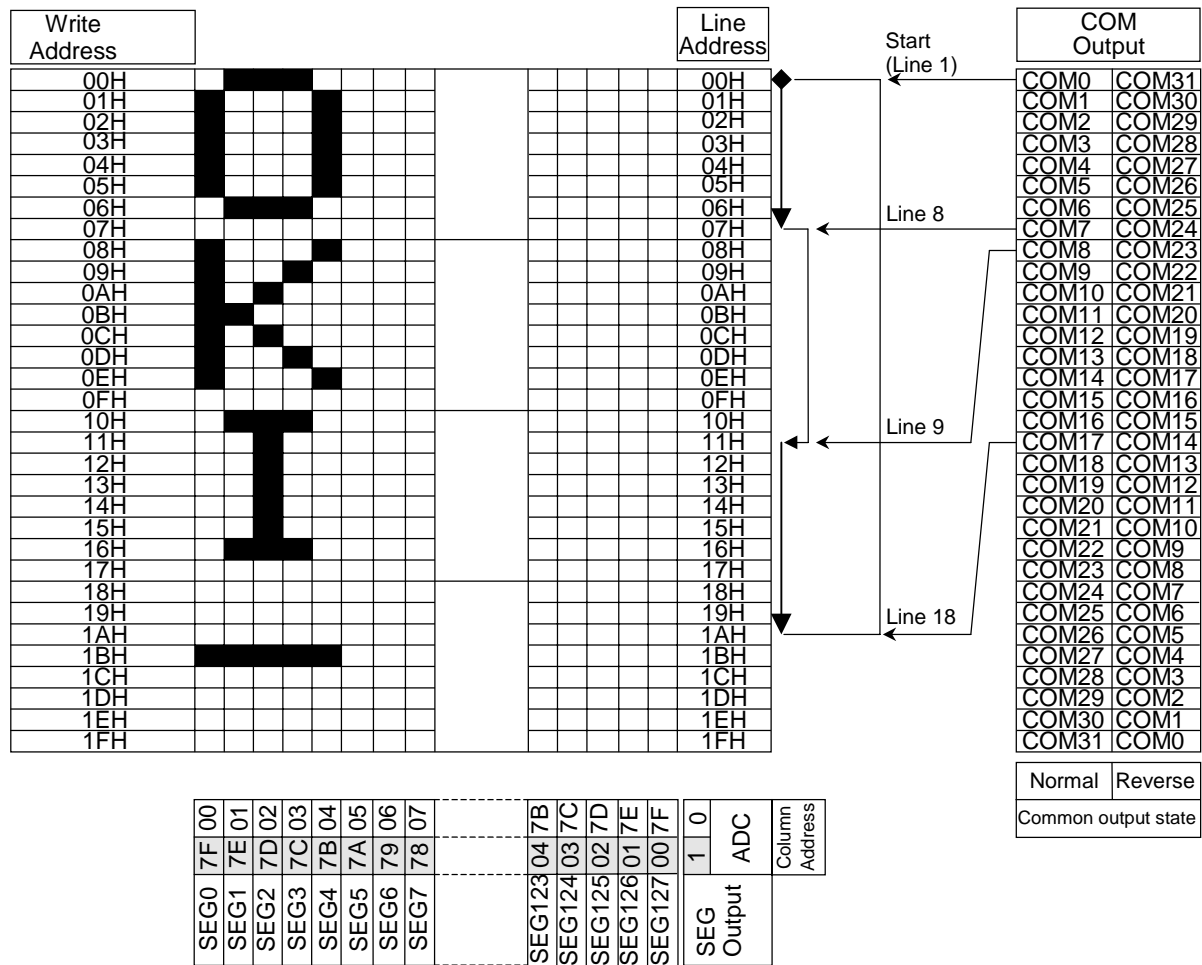 Write Address
Line Address
COM Output
Start (Line 1)
00H 00H COM0 COM31
01H 01H COM1 COM30
02H 02H COM2 COM29
03H 03H COM3 COM28
04H 04H COM4 COM27
05H 05H COM5 COM26
06H 06H COM6 COM25
Line 8
07H 07H COM7 COM24
08H 08H COM8 COM23
09H 09H COM9 COM22
0AH 0AH COM10 COM21
0BH 0BH COM11 COM20
0CH 0CH COM12 COM19
0DH 0DH COM13 COM18
0EH 0EH COM14 COM17
0FH 0FH COM15 COM16
10H 10H COM16 COM15
Line 9
11H 11H COM17 COM14
12H 12H COM18 COM13
13H 13H COM19 COM12
14H 14H COM20 COM11
15H 15H COM21 COM10
16H 16H COM22 COM9
17H 17H COM23 COM8
18H 18H COM24 COM7
19H 19H COM25 COM6
Line 18
1AH 1AH COM26 COM5
1BH 1BH COM27 COM4
1CH 1CH COM28 COM3
1DH 1DH COM29 COM2
1EH 1EH COM30 COM1
1FH 1FH COM31 COM0
Normal Reverse
Common output state
00 01 02 03 04 05 06 07 7B 7C 7D 7E 7F 0
7F 7E 7D 7C 7B 7A 79 78 04 03 02 01 00 1
ADC
Column Address
SEG0 SEG1 SEG2 SEG3 SEG4 SEG5 SEG6 SEG7 SEG123 SEG124 SEG125 SEG126 SEG127
SEG Output